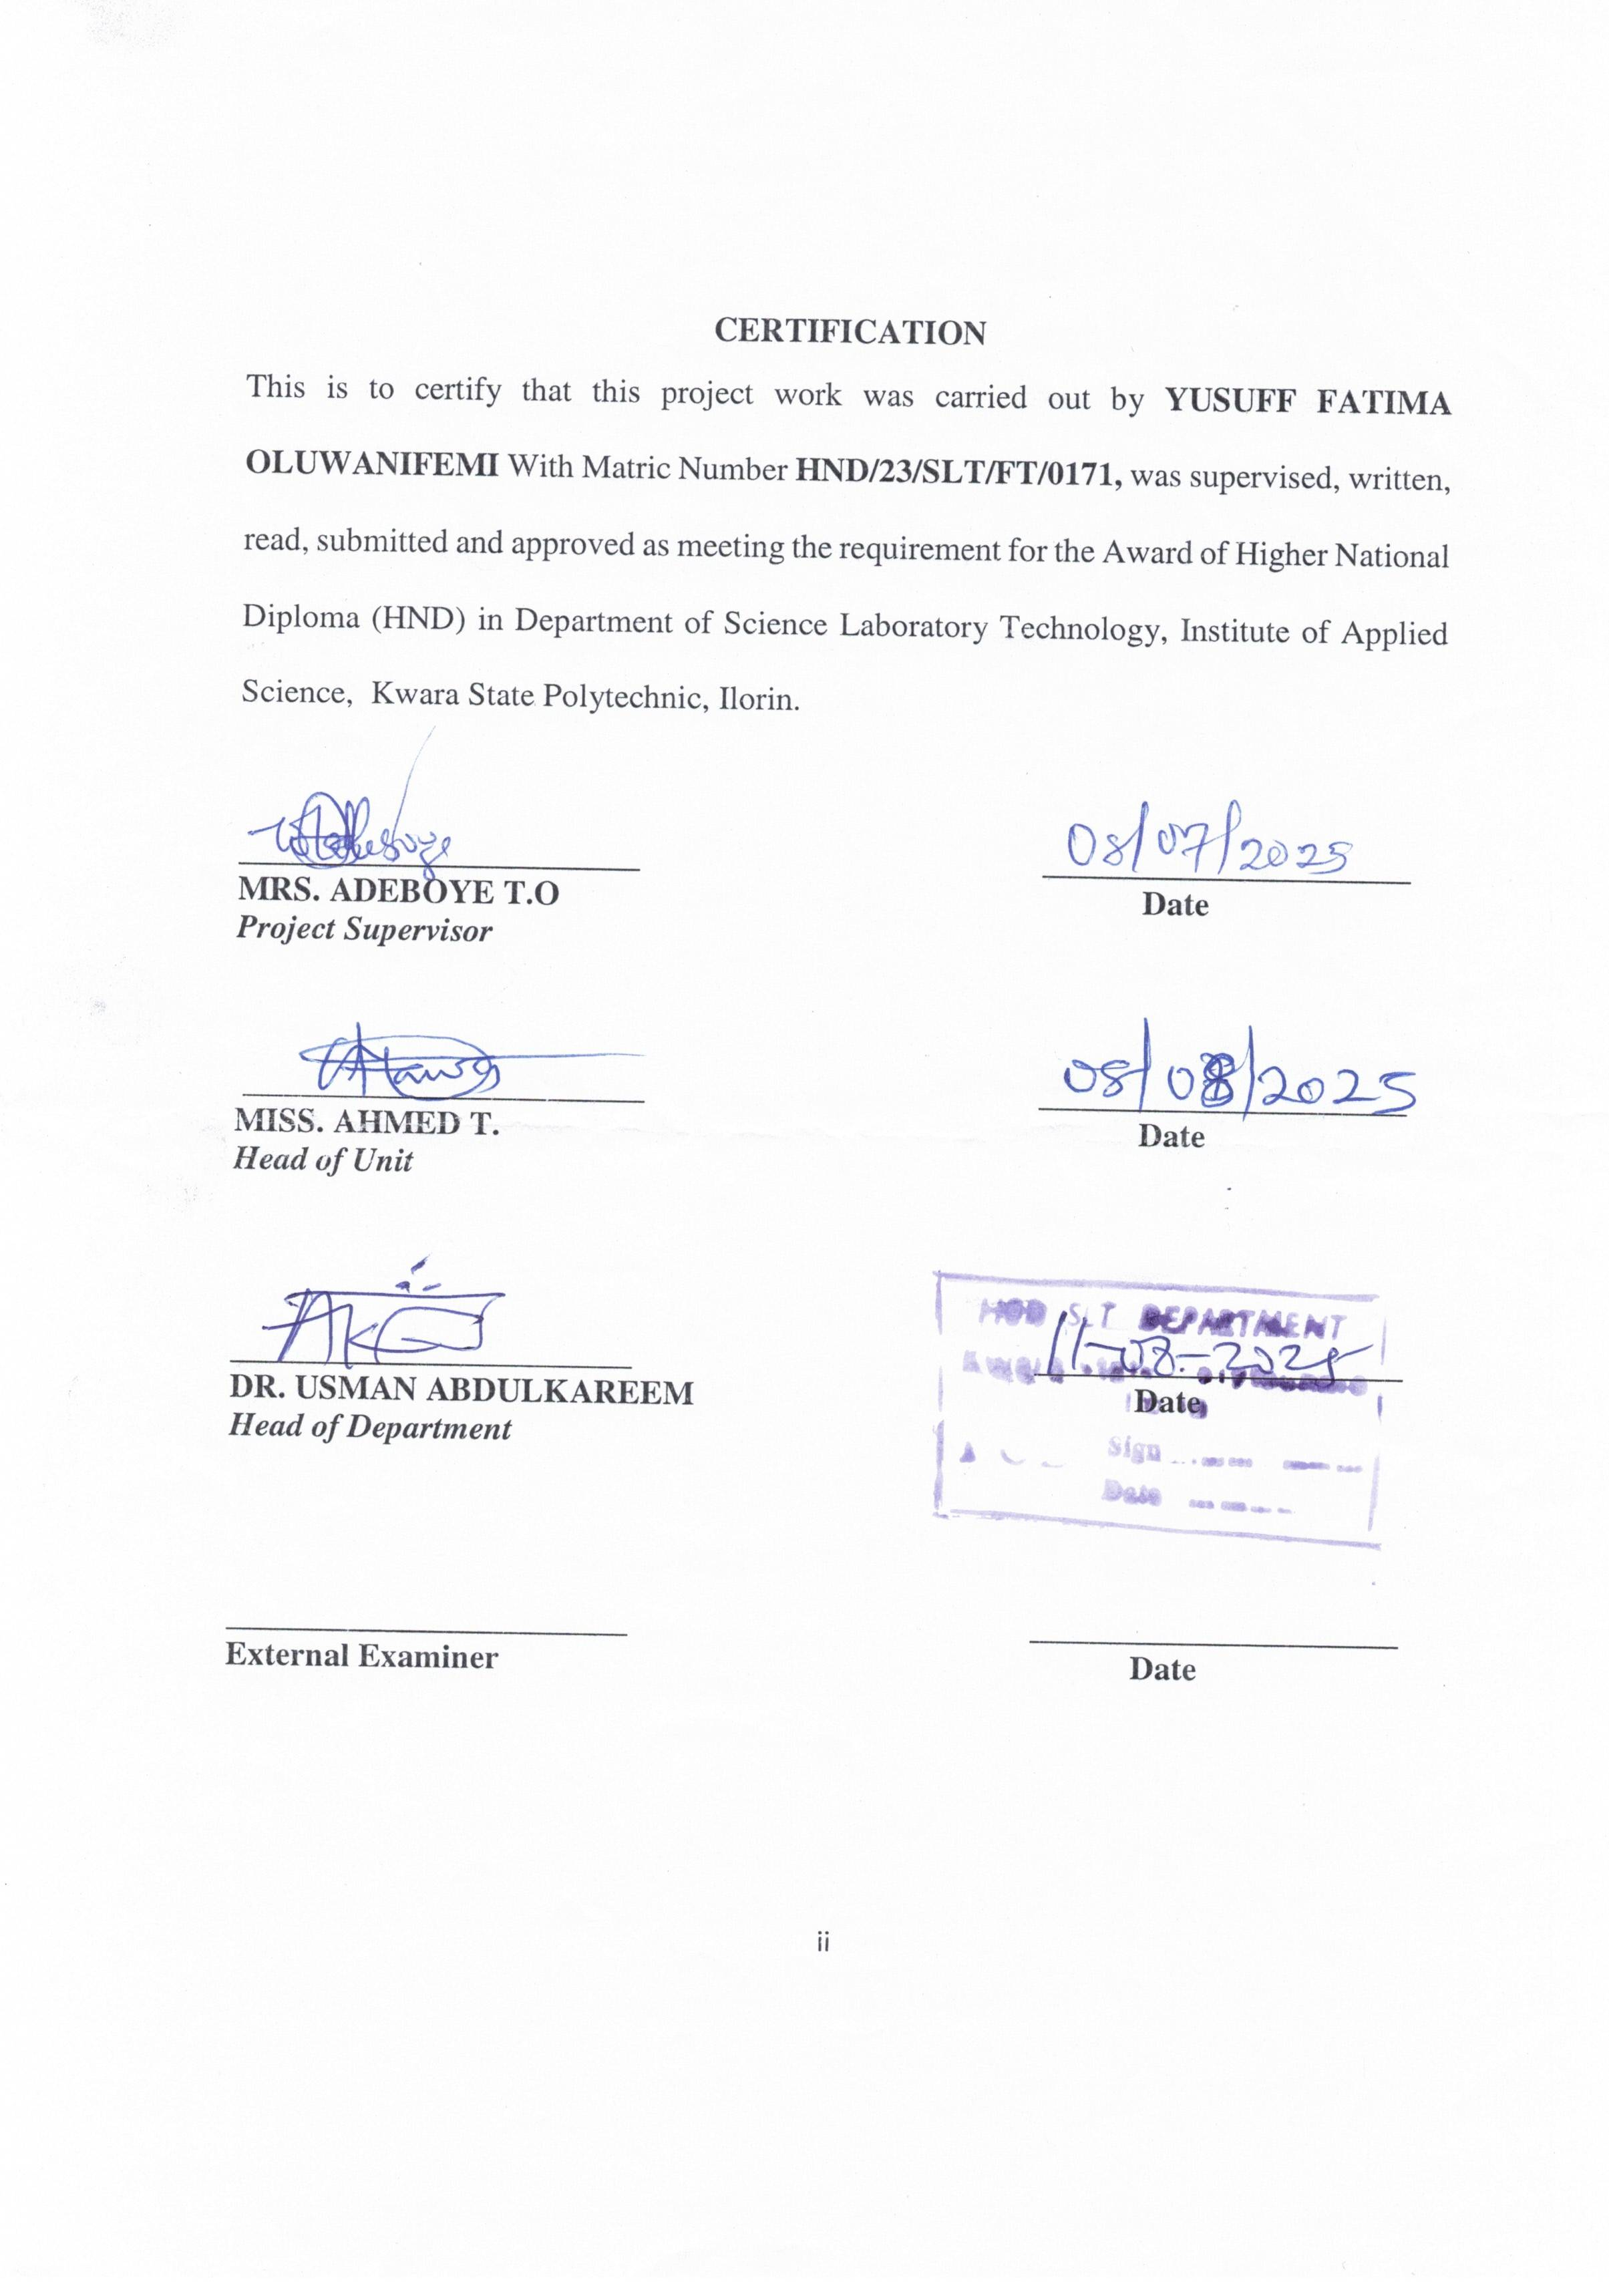 CERTIFICATION
This is to certify that this project work was carried out by YUSUFF FATIMA
OLUWANIFEMI With Matric Number HND/23/SLT/FT/0171, was supervised, written,
read, submitted and approved as meeting the requirement for the Award of Higher National
Diploma (HND) in Department of Science Laboratory Technology, Institute of Applied
Science, Kwara State Polytechnic, Ilorin.
08/07/2025
MRS. ADEBOYE T.O
Date
Project Supervisor
08/08/2025
MISS. AHMED T.
Date
Head of Unit
HOD SLT DEPARTMENT
11-08-2025
DR. USMAN ABDULKAREEM
Date
Head of Department
Sign
Date
External Examiner
Date
ii